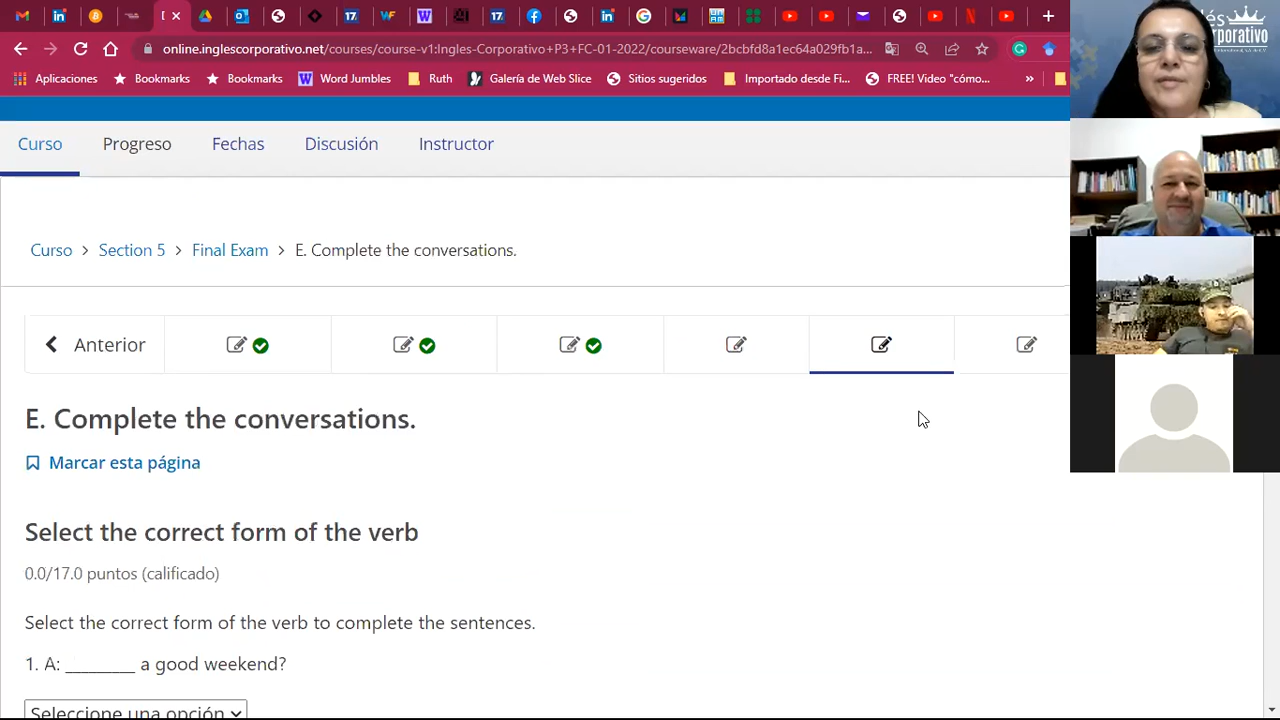 17.
17
online.inglescorporativo.net/courses/course-v1:Ingles-Corporativo+P3+FC-01-2022/courseware/2bcbfd8a1ec64a029fb1a...
Aplicaciones
Bookmarks
Bookmarks
Word Jumbles
Ruth
Galería de Web Slice
Sitios sugeridos
Importado desde Fi...
FREE! Video "cómo...
»
Curso
Progreso
Fechas
Discusión
Instructor
Curso > Section 5 > Final Exam > E. Complete the conversations.
Anterior
E. Complete the conversations.
Marcar esta página
Select the correct form of the verb
0.0/17.0 puntos (calificado)
Select the correct form of the verb to complete the sentences.
1. A: ________ a good weekend?
Seleccione una opción